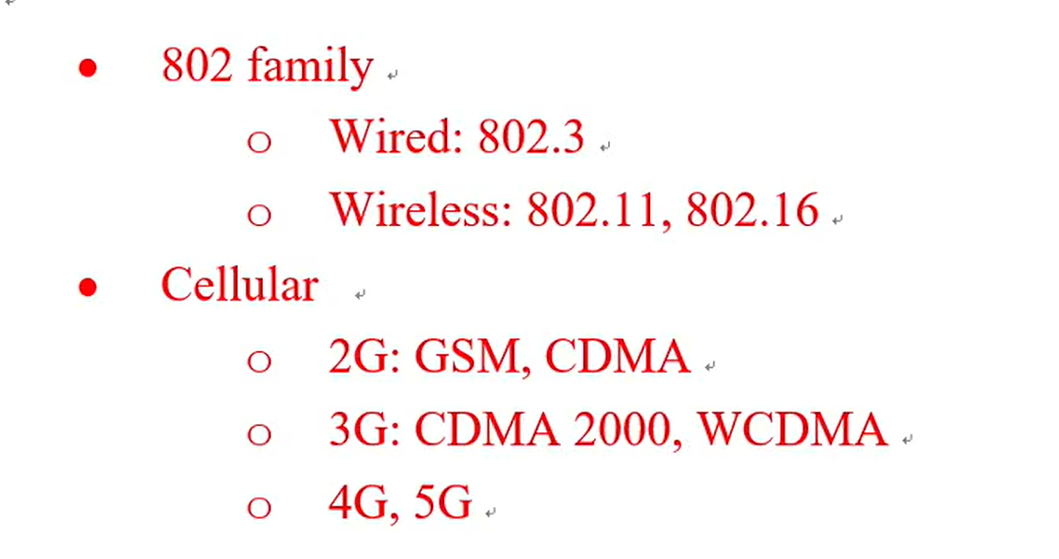 ● 802 family
○ Wired: 802.3
○ Wireless: 802.11, 802.16
● Cellular
○ 2G: GSM, CDMA
○ 3G: CDMA 2000, WCDMA
○ 4G, 5G